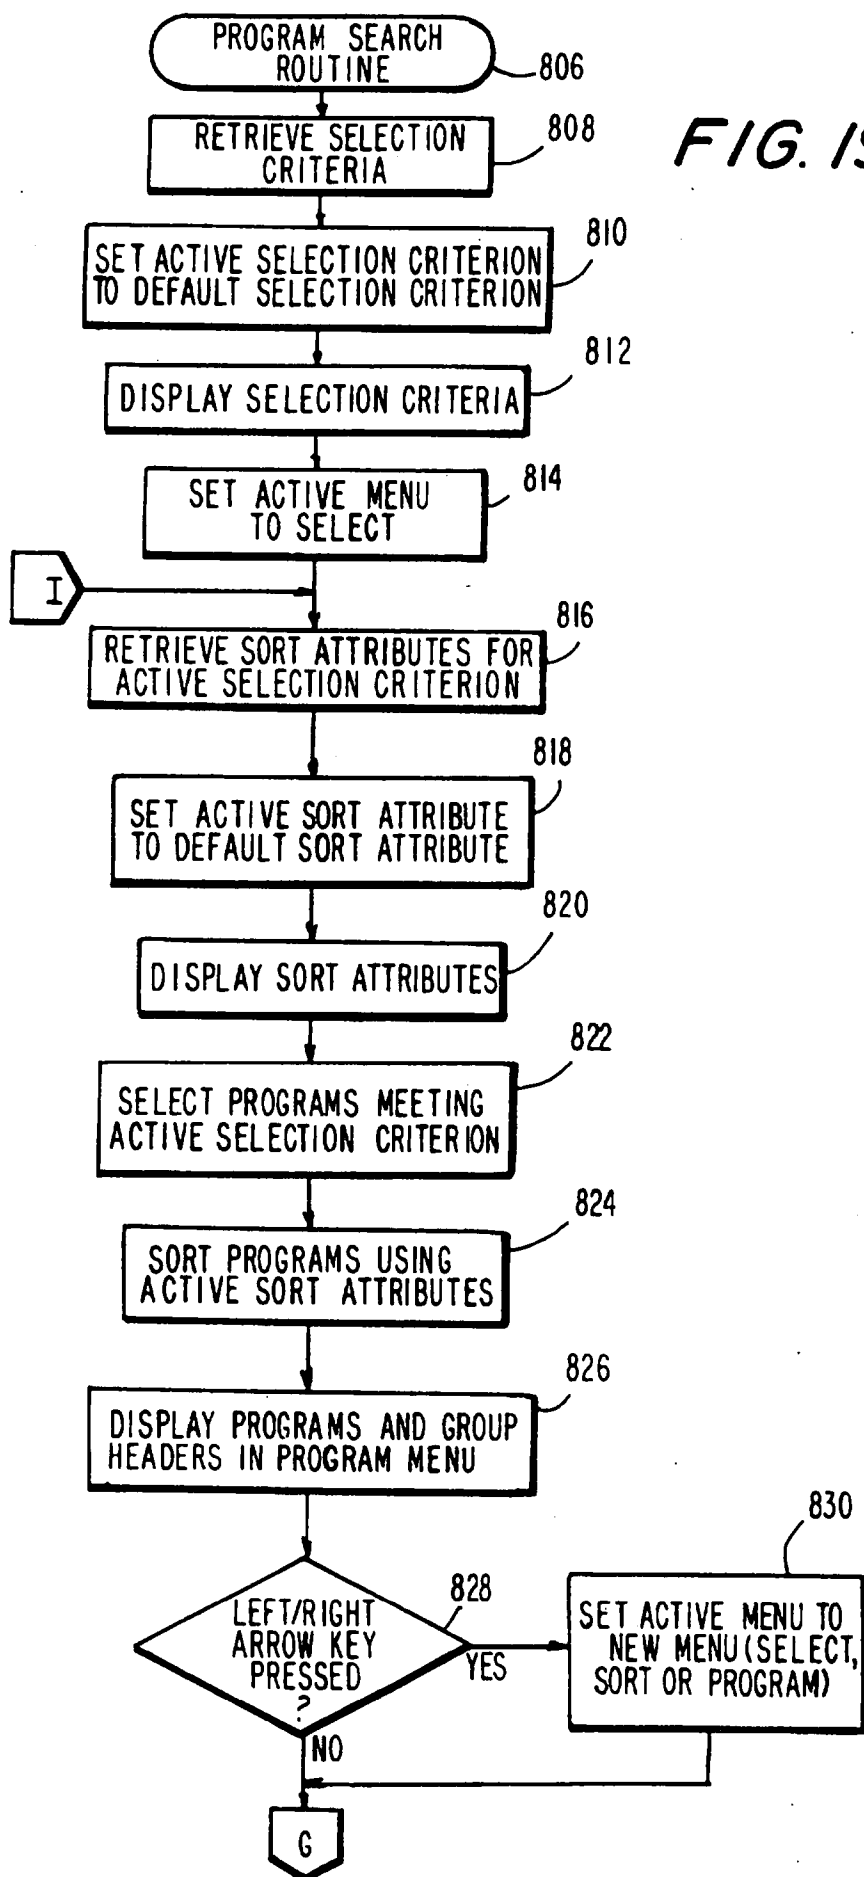 PROGRAM SEARCH
ROUTINE
806
RETRIEVE SELECTION
CRITERIA
808
SET ACTIVE SELECTION CRITERION
TO DEFAULT SELECTION CRITERION
810
DISPLAY SELECTION CRITERIA
812
SET ACTIVE MENU
TO SELECT
814
I
RETRIEVE SORT ATTRIBUTES FOR
ACTIVE SELECTION CRITERION
816
SET ACTIVE SORT ATTRIBUTE
TO DEFAULT SORT ATTRIBUTE
818
DISPLAY SORT ATTRIBUTES
820
SELECT PROGRAMS MEETING
ACTIVE SELECTION CRITERION
822
SORT PROGRAMS USING
ACTIVE SORT ATTRIBUTES
824
DISPLAY PROGRAMS AND GROUP
HEADERS IN PROGRAM MENU
826
LEFT/RIGHT
ARROW KEY
PRESSED
?
828
YES
NO
SET ACTIVE MENU TO
NEW MENU (SELECT,
SORT OR PROGRAM)
830
G
FIG.